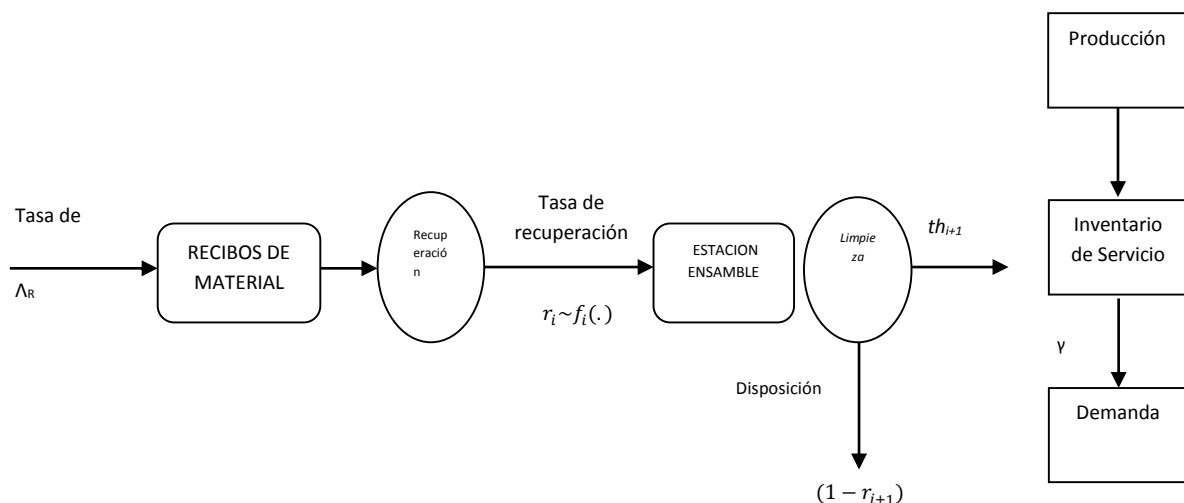 Producción
Tasa de
ΛR
RECIBOS DE
MATERIAL
Recup
eració
n
Tasa de
recuperación
r_i~f_i(.)
ESTACION
ENSAMBLE
Limpie
za
th_{i+1}
Inventario
de Servicio
γ
Disposición
(1 − r_{i+1})
Demanda